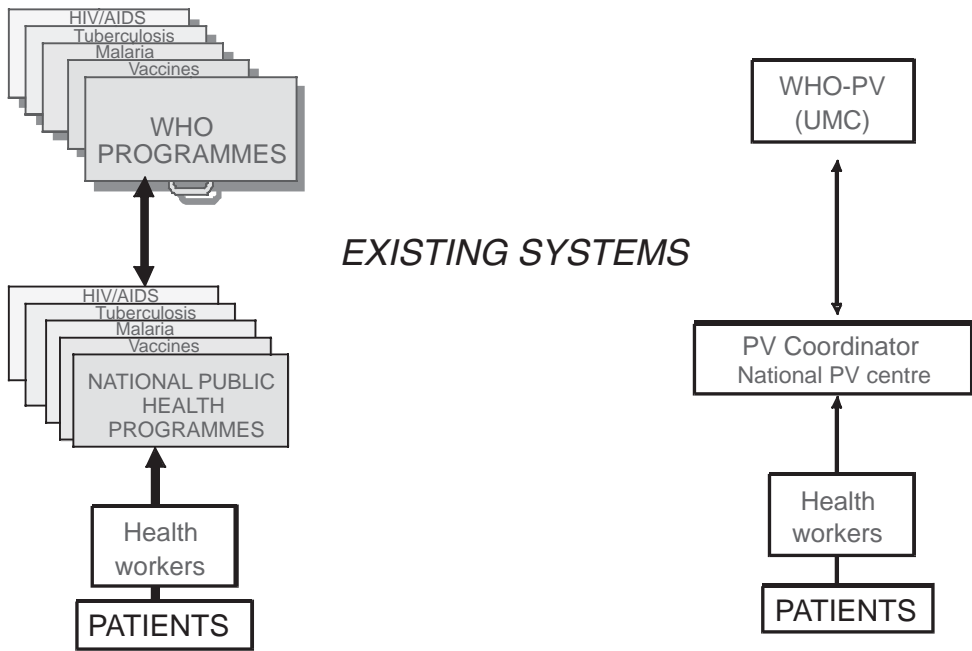 HIV/AIDS
Tuberculosis
Malaria
Vaccines
WHO
PROGRAMMES
EXISTING SYSTEMS
HIV/AIDS
Tuberculosis
Malaria
Vaccines
NATIONAL PUBLIC
HEALTH
PROGRAMMES
Health
workers
PATIENTS
WHO-PV
(UMC)
PV Coordinator
National PV centre
Health
workers
PATIENTS